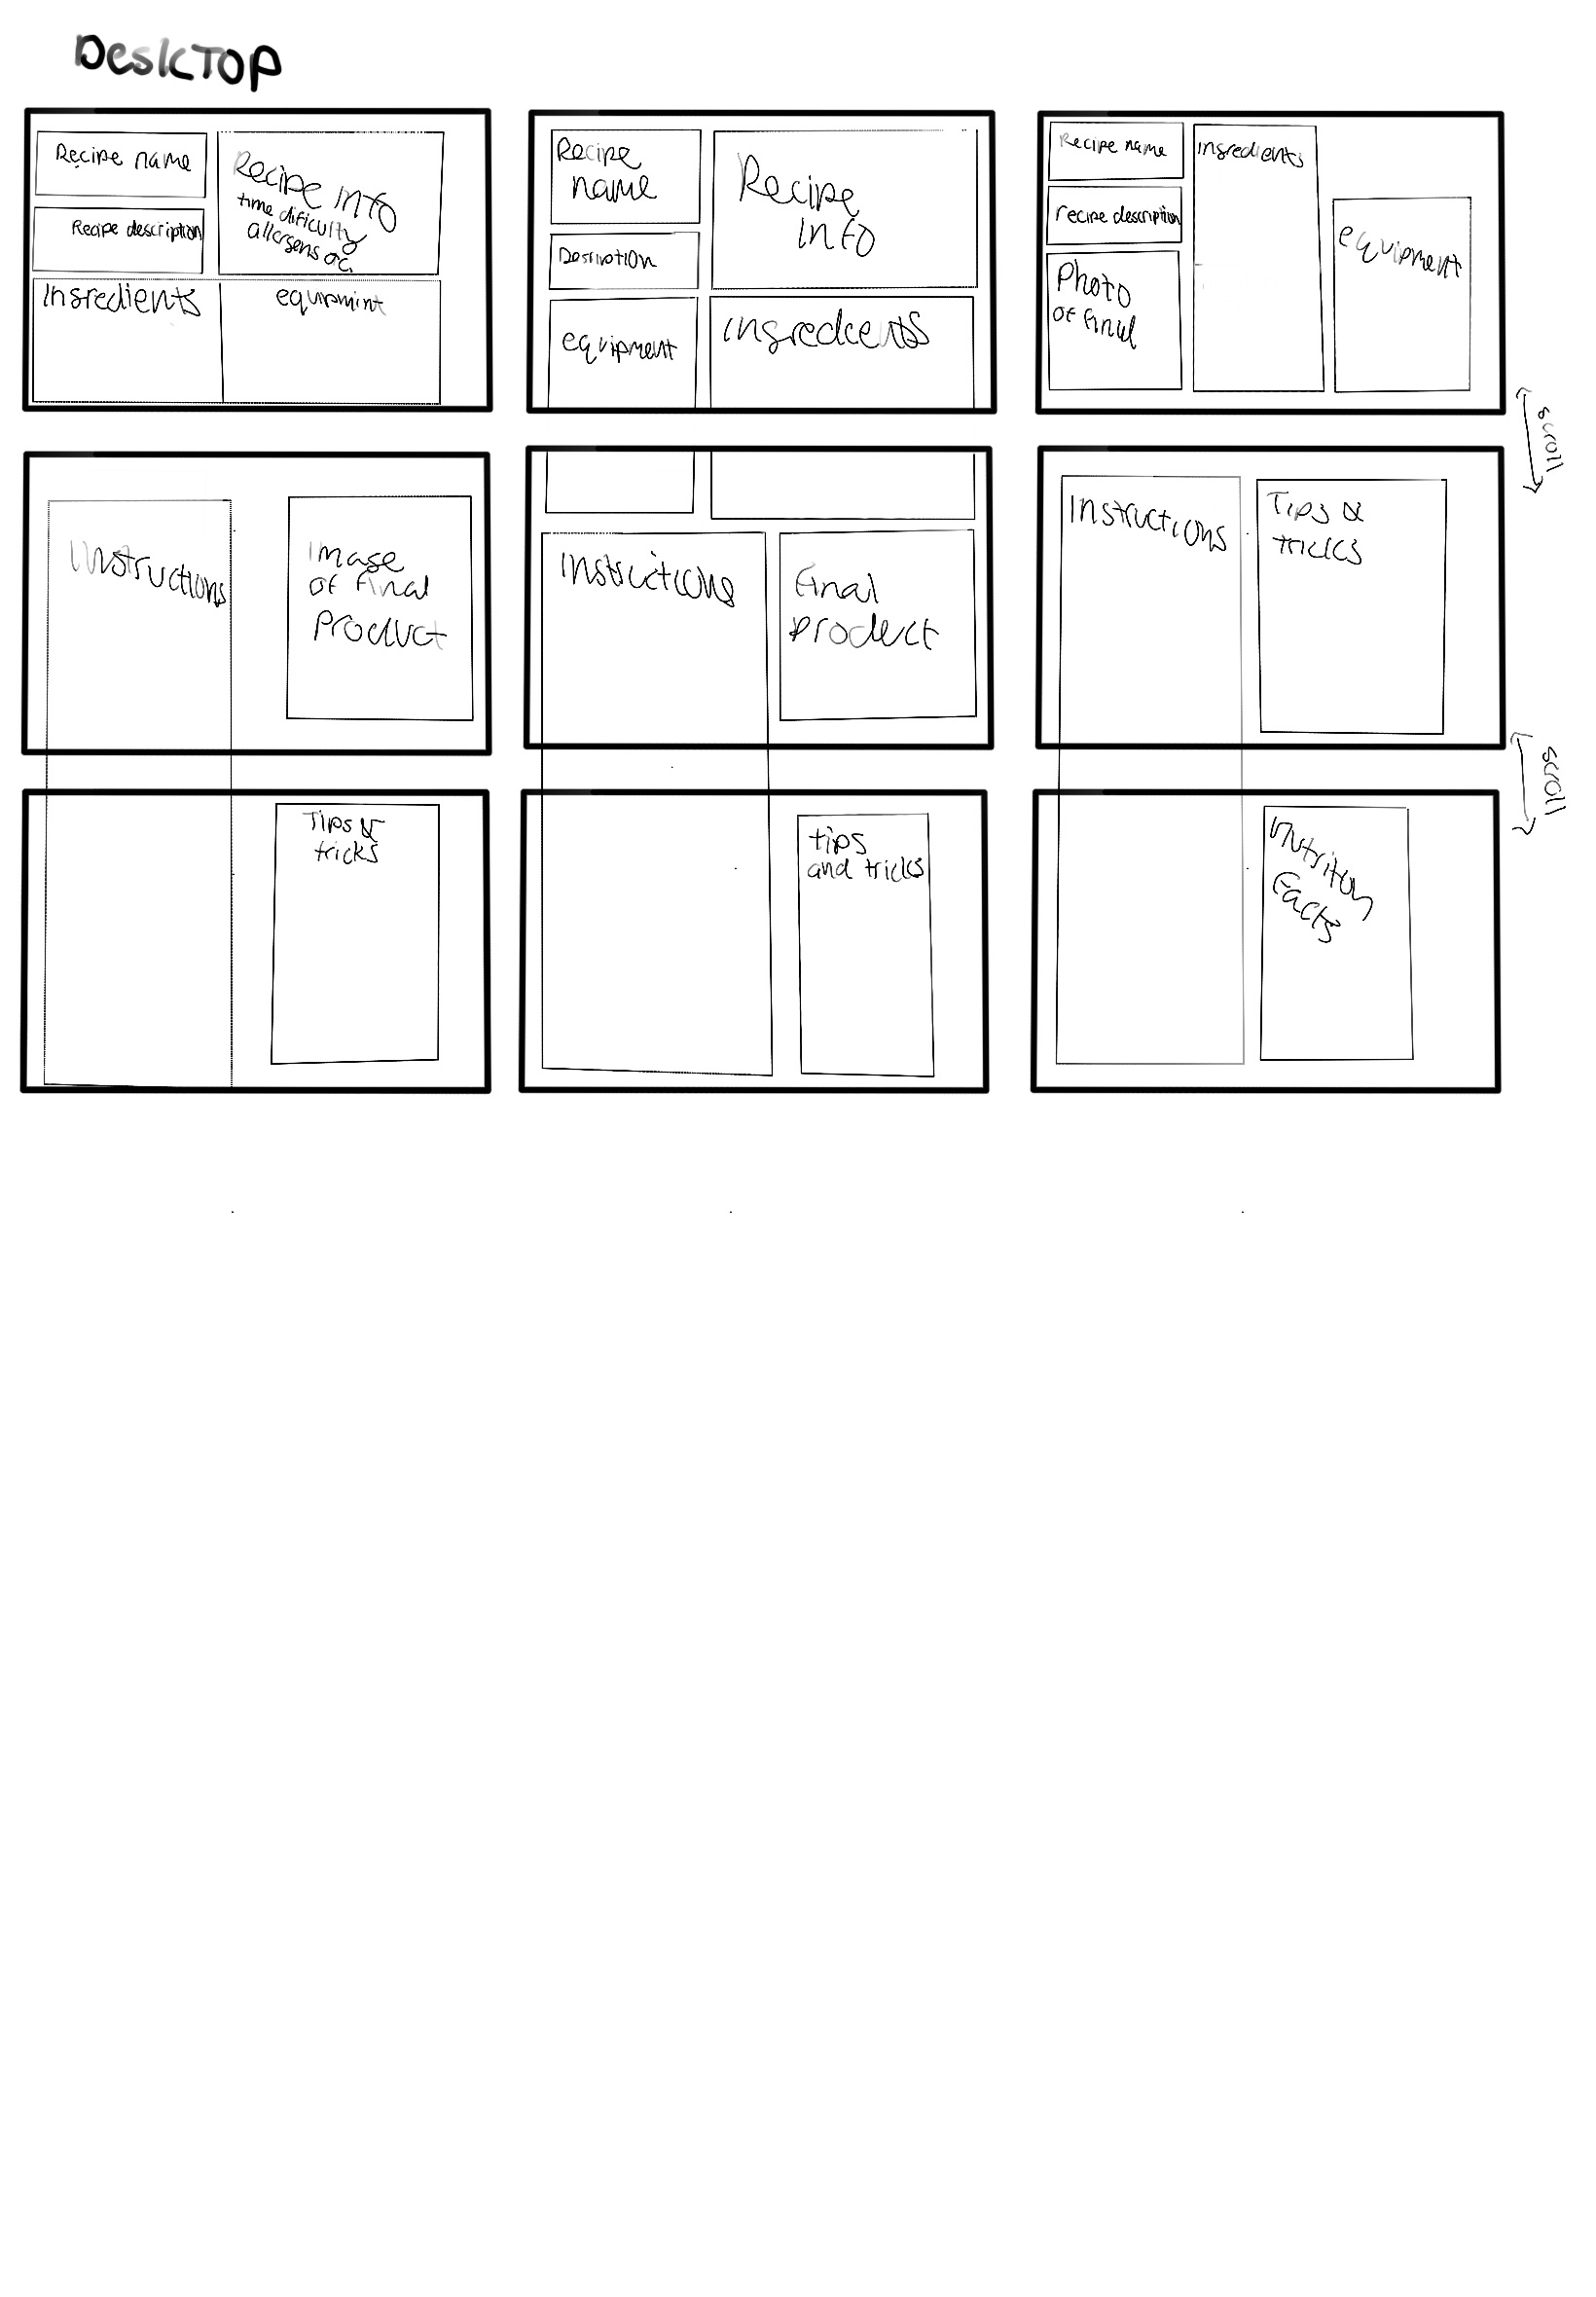 DeskTop
Recipe name
Recipe description
Recipe Info
time dificulty
allergens etc.
Ingredients
equipmint
Recipe
name
Description
Recipe
Info
equipment
ingredients
Recipe name
recipe description
Photo
of final
Ingredients
equipment
scroll
Instructions
Image
of final
Product
Instructions
final
product
Instructions
Tips &
tricks
scroll
Tips &
tricks
tips
and tricks
Nutrition
facts